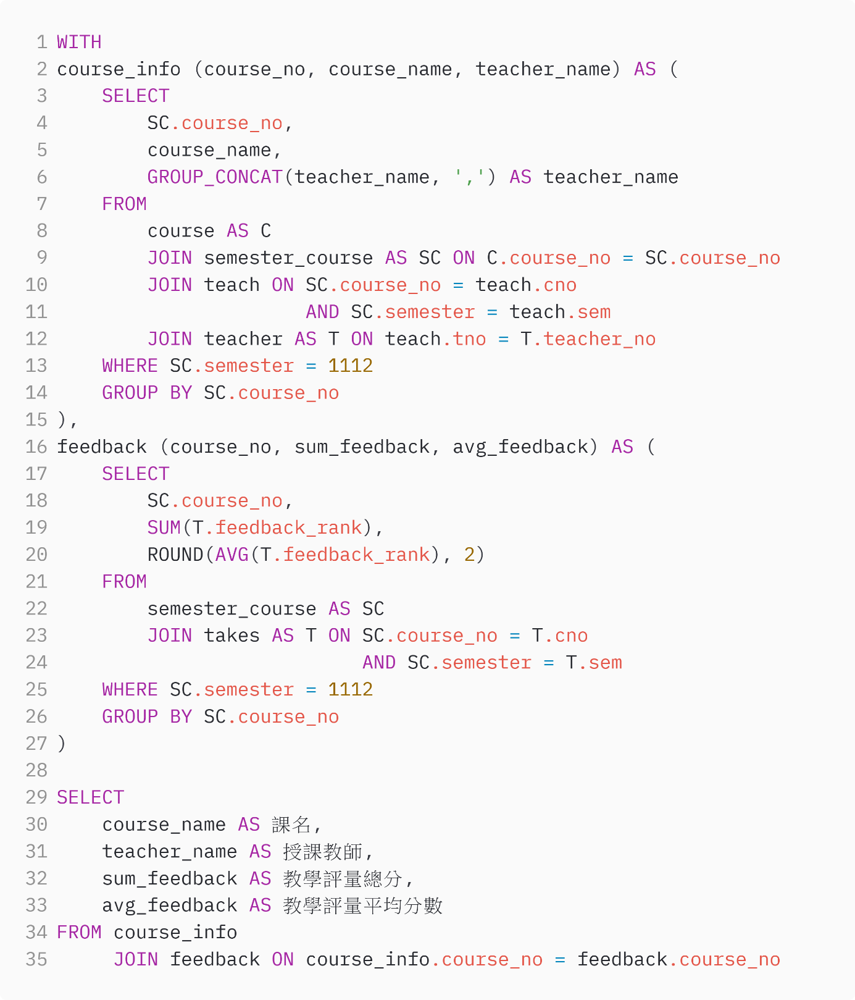 1 WITH
2 course_info (course_no, course_name, teacher_name) AS (
3     SELECT
4         SC.course_no,
5         course_name,
6         GROUP_CONCAT(teacher_name, ',') AS teacher_name
7     FROM
8         course AS C
9         JOIN semester_course AS SC ON C.course_no = SC.course_no
10         JOIN teach ON SC.course_no = teach.cno
11                       AND SC.semester = teach.sem
12         JOIN teacher AS T ON teach.tno = T.teacher_no
13     WHERE SC.semester = 1112
14     GROUP BY SC.course_no
15 ),
16 feedback (course_no, sum_feedback, avg_feedback) AS (
17     SELECT
18         SC.course_no,
19         SUM(T.feedback_rank),
20         ROUND(AVG(T.feedback_rank), 2)
21     FROM
22         semester_course AS SC
23         JOIN takes AS T ON SC.course_no = T.cno
24                            AND SC.semester = T.sem
25     WHERE SC.semester = 1112
26     GROUP BY SC.course_no
27 )
28
29 SELECT
30     course_name AS 課名,
31     teacher_name AS 授課教師,
32     sum_feedback AS 教學評量總分,
33     avg_feedback AS 教學評量平均分數
34 FROM course_info
35      JOIN feedback ON course_info.course_no = feedback.course_no